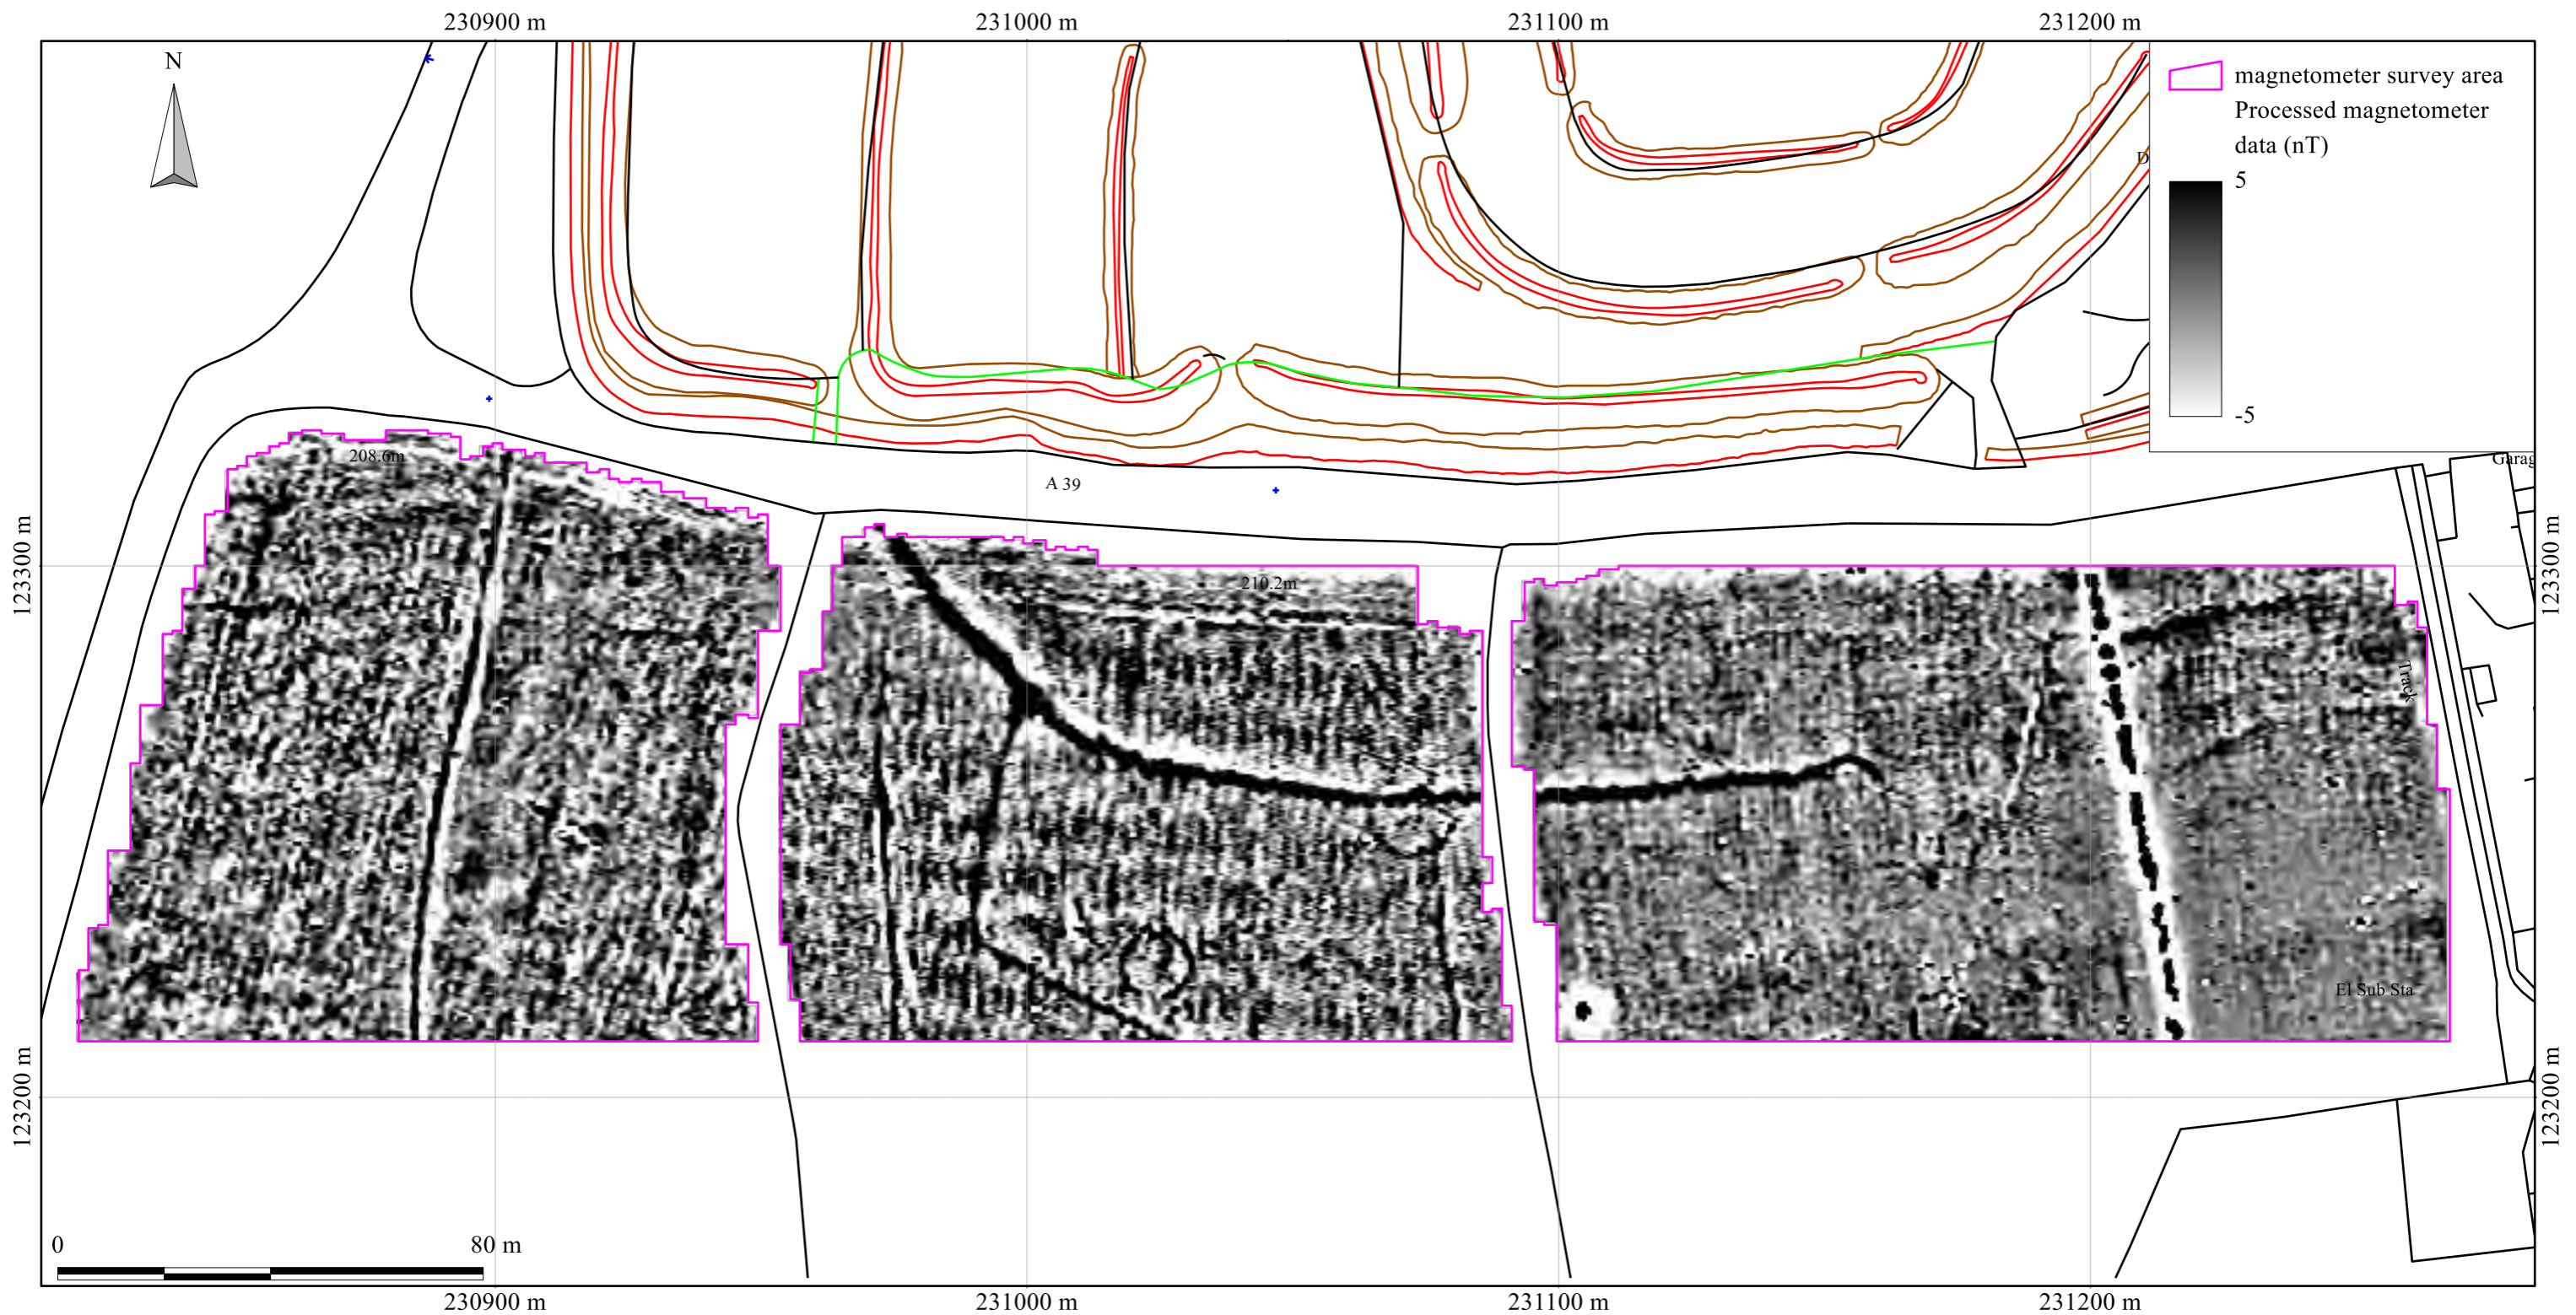 230900 m
231000 m
231100 m
231200 m
N
magnetometer survey area
Processed magnetometer
data (nT)
5
-5
D
Garag
208.6m
A 39
210.2m
123300 m
123300 m
Track
El Sub Sta
123200 m
123200 m
0
80 m
230900 m
231000 m
231100 m
231200 m